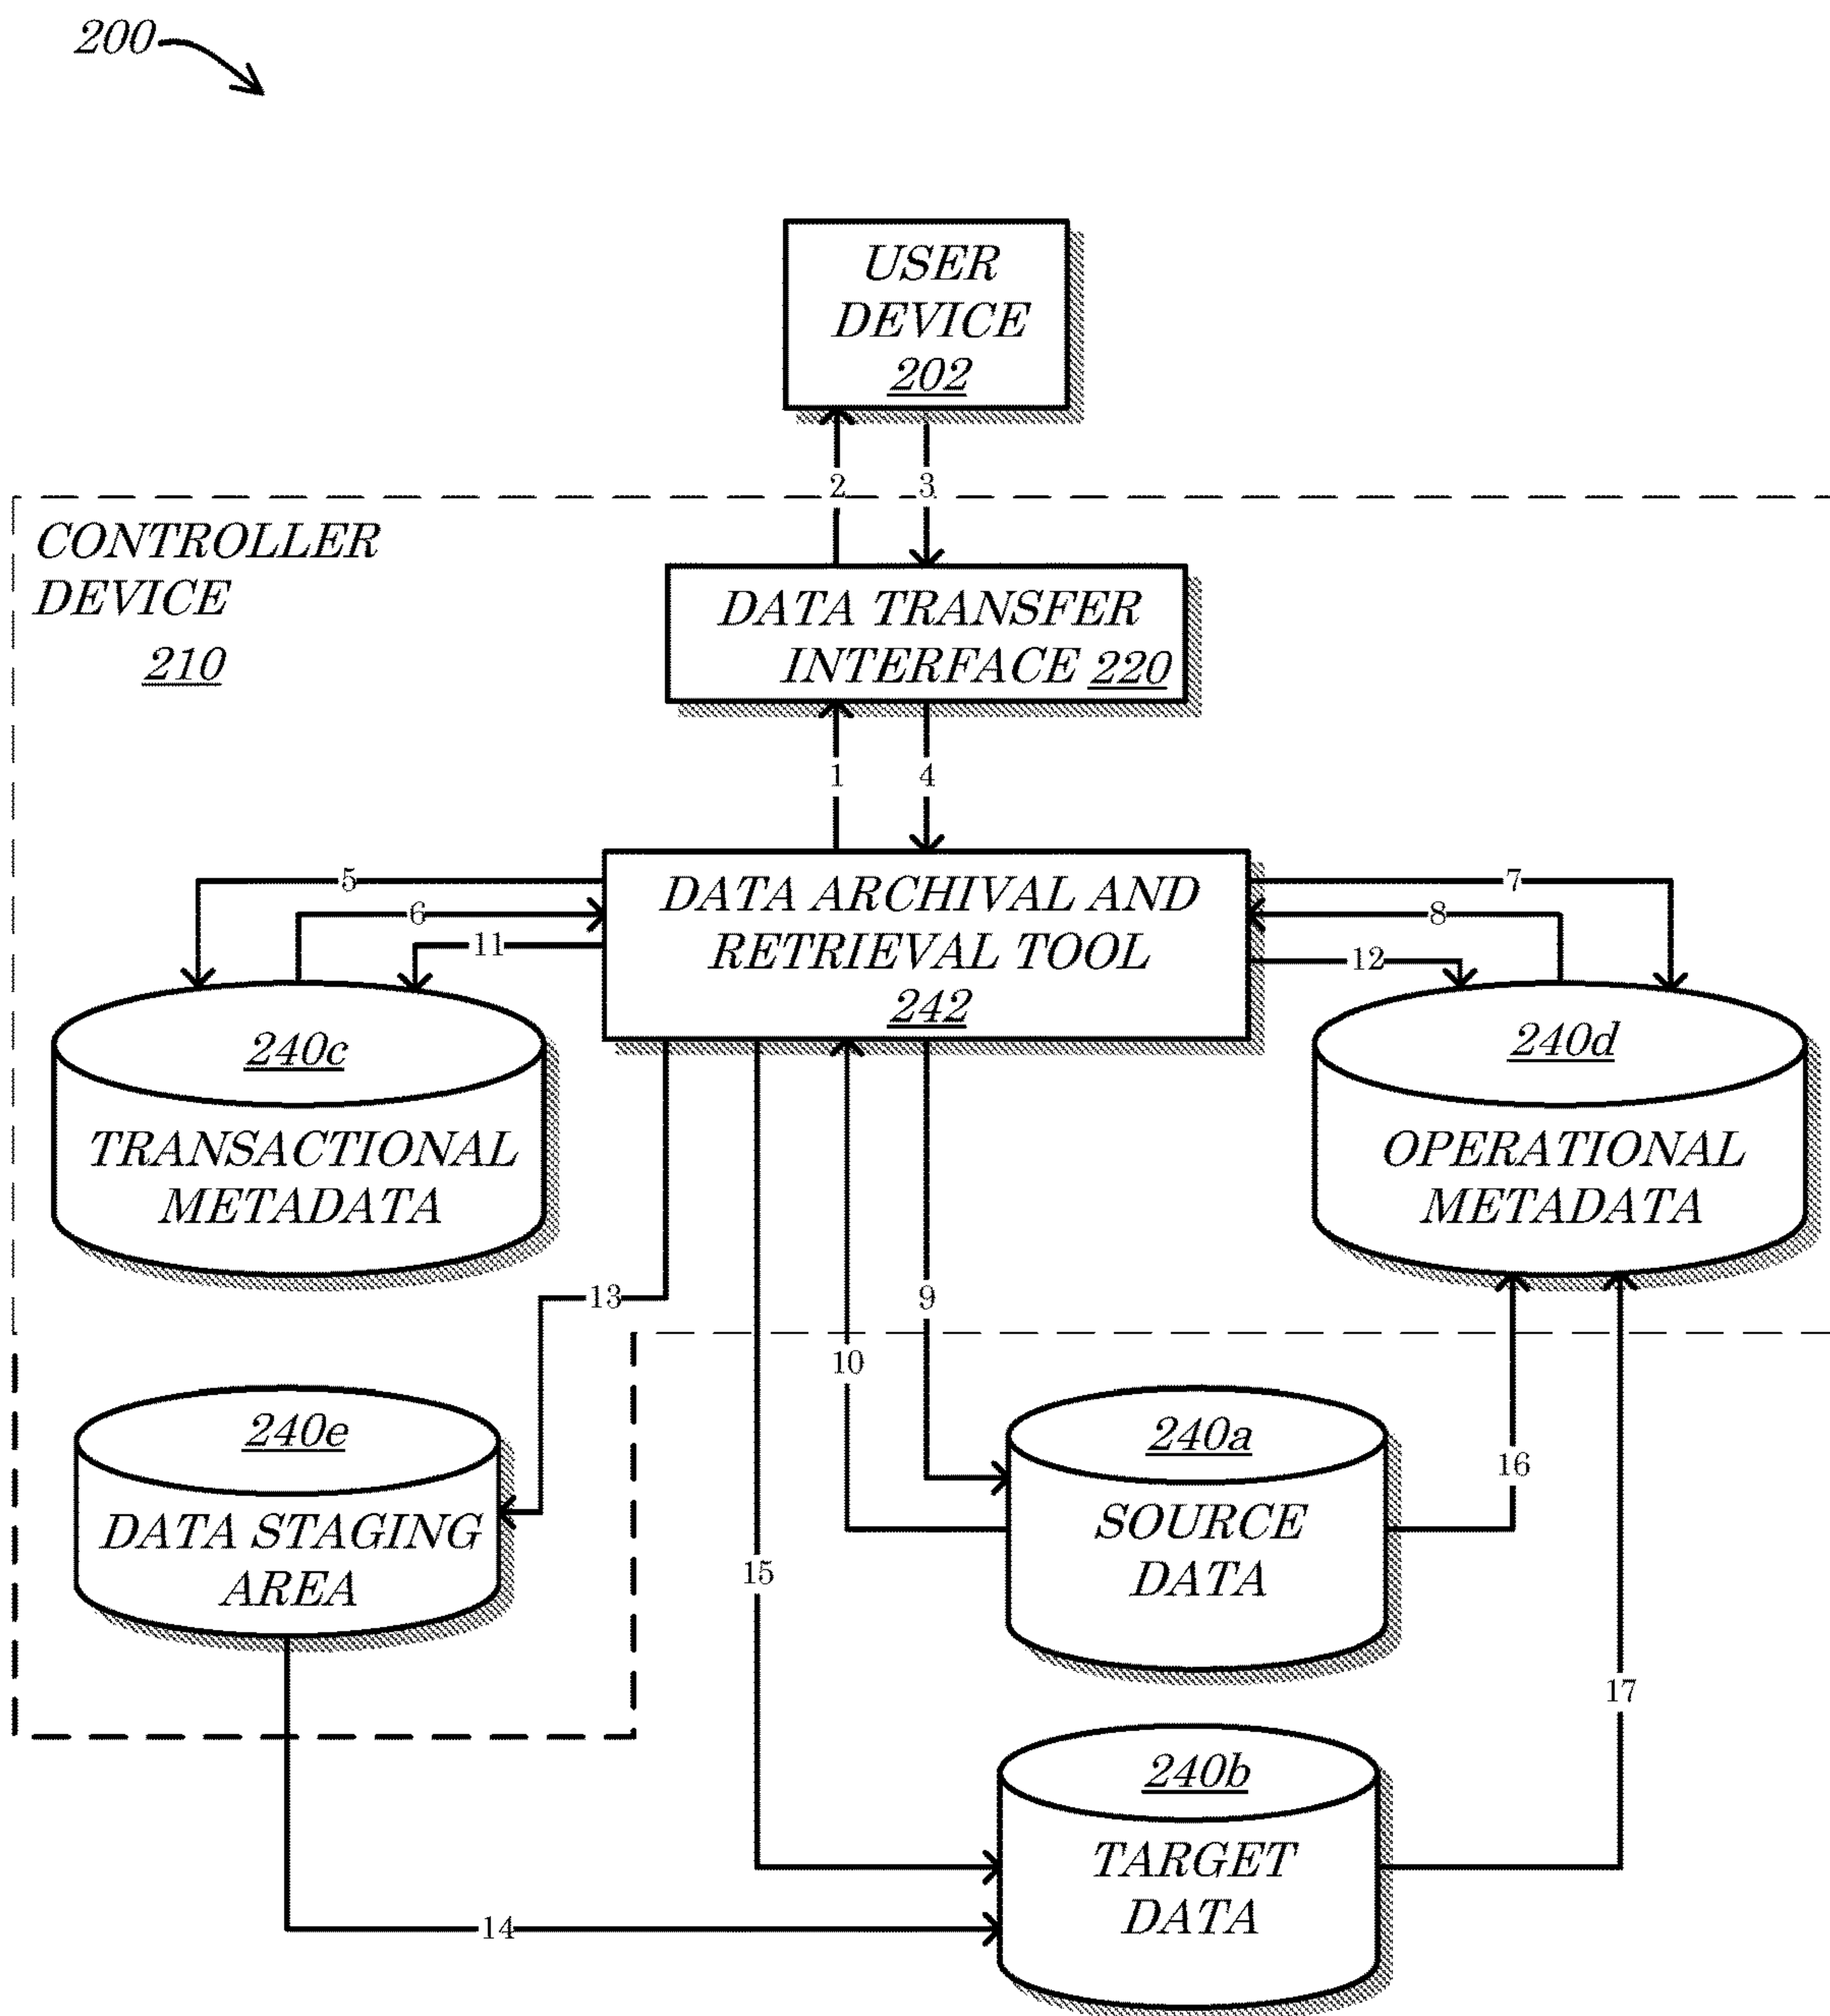 200
USER
DEVICE
202
2
3
CONTROLLER
DEVICE
210
DATA TRANSFER
INTERFACE 220
1
4
5
6
11
DATA ARCHIVAL AND
RETRIEVAL TOOL
242
7
8
12
240c
TRANSACTIONAL
METADATA
240d
OPERATIONAL
METADATA
13
9
10
240e
DATA STAGING
AREA
240a
SOURCE
DATA
16
15
17
240b
TARGET
DATA
14